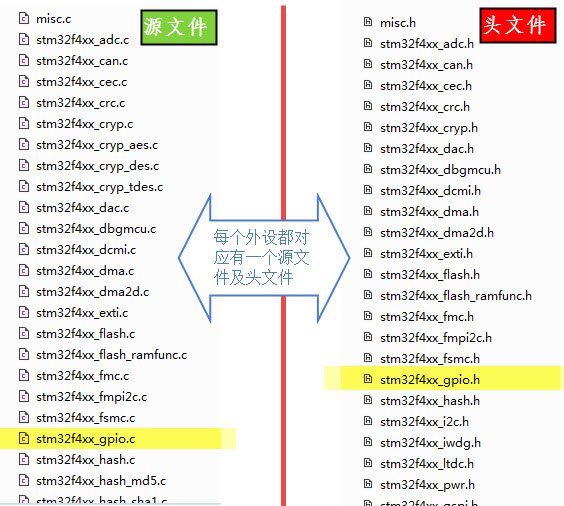 源文件
misc.c
stm32f4xx_adc.c
stm32f4xx_can.c
stm32f4xx_cec.c
stm32f4xx_crc.c
stm32f4xx_cryp.c
stm32f4xx_cryp_aes.c
stm32f4xx_cryp_des.c
stm32f4xx_cryp_tdes.c
stm32f4xx_dac.c
stm32f4xx_dbgmcu.c
stm32f4xx_dcmi.c
stm32f4xx_dma.c
stm32f4xx_dma2d.c
stm32f4xx_exti.c
stm32f4xx_flash.c
stm32f4xx_flash_ramfunc.c
stm32f4xx_fmc.c
stm32f4xx_fmpi2c.c
stm32f4xx_fsmc.c
stm32f4xx_gpio.c
stm32f4xx_hash.c
stm32f4xx_hash_md5.c
stm32f4xx_hash_sha1.c
每个外设都对
应有一个源文
件及头文件
头文件
misc.h
stm32f4xx_adc.h
stm32f4xx_can.h
stm32f4xx_cec.h
stm32f4xx_crc.h
stm32f4xx_cryp.h
stm32f4xx_dac.h
stm32f4xx_dbgmcu.h
stm32f4xx_dcmi.h
stm32f4xx_dma.h
stm32f4xx_dma2d.h
stm32f4xx_exti.h
stm32f4xx_flash.h
stm32f4xx_flash_ramfunc.h
stm32f4xx_fmc.h
stm32f4xx_fmpi2c.h
stm32f4xx_fsmc.h
stm32f4xx_gpio.h
stm32f4xx_hash.h
stm32f4xx_i2c.h
stm32f4xx_iwdg.h
stm32f4xx_ltdc.h
stm32f4xx_pwr.h
stm32f4xx_qspi.h